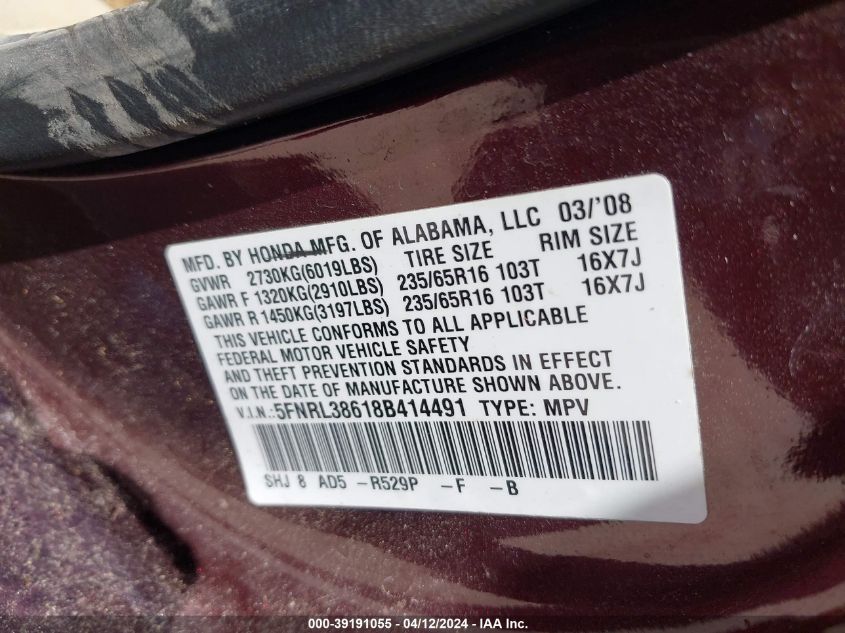 MFD. BY HONDA MFG. OF ALABAMA, LLC 03/'08
GVWR 2730KG(6019LBS) TIRE SIZE RIM SIZE
GAWR F 1320KG(2910LBS) 235/65R16 103T 16X7J
GAWR R 1450KG(3197LBS) 235/65R16 103T 16X7J
THIS VEHICLE CONFORMS TO ALL APPLICABLE
FEDERAL MOTOR VEHICLE SAFETY
AND THEFT PREVENTION STANDARDS IN EFFECT
ON THE DATE OF MANUFACTURE SHOWN ABOVE.
V.I.N.:5FNRL38618B414491 TYPE: MPV
SHJ 8 AD5 -R529P -F -B
000-39191055 - 04/12/2024 - IAA Inc.